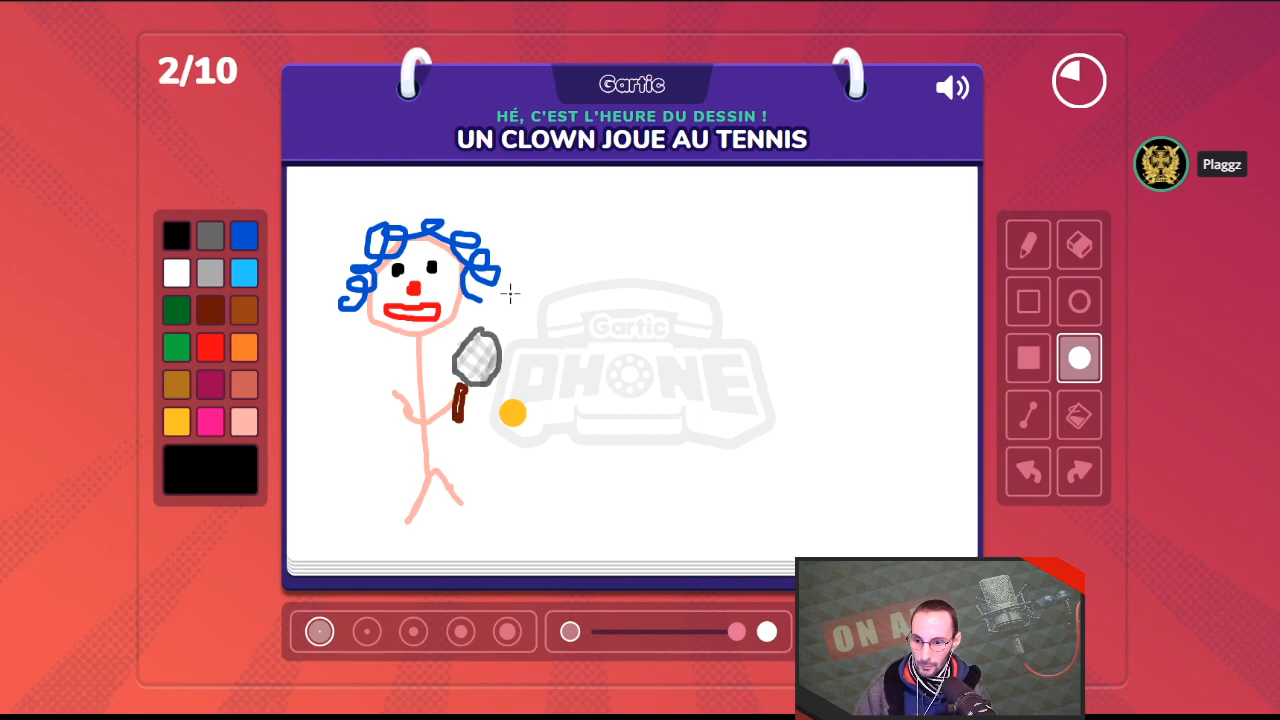 2/10
Gartic
HÉ, C'EST L'HEURE DU DESSIN !
UN CLOWN JOUE AU TENNIS
Plaggz
Gartic
PHONE
ON A